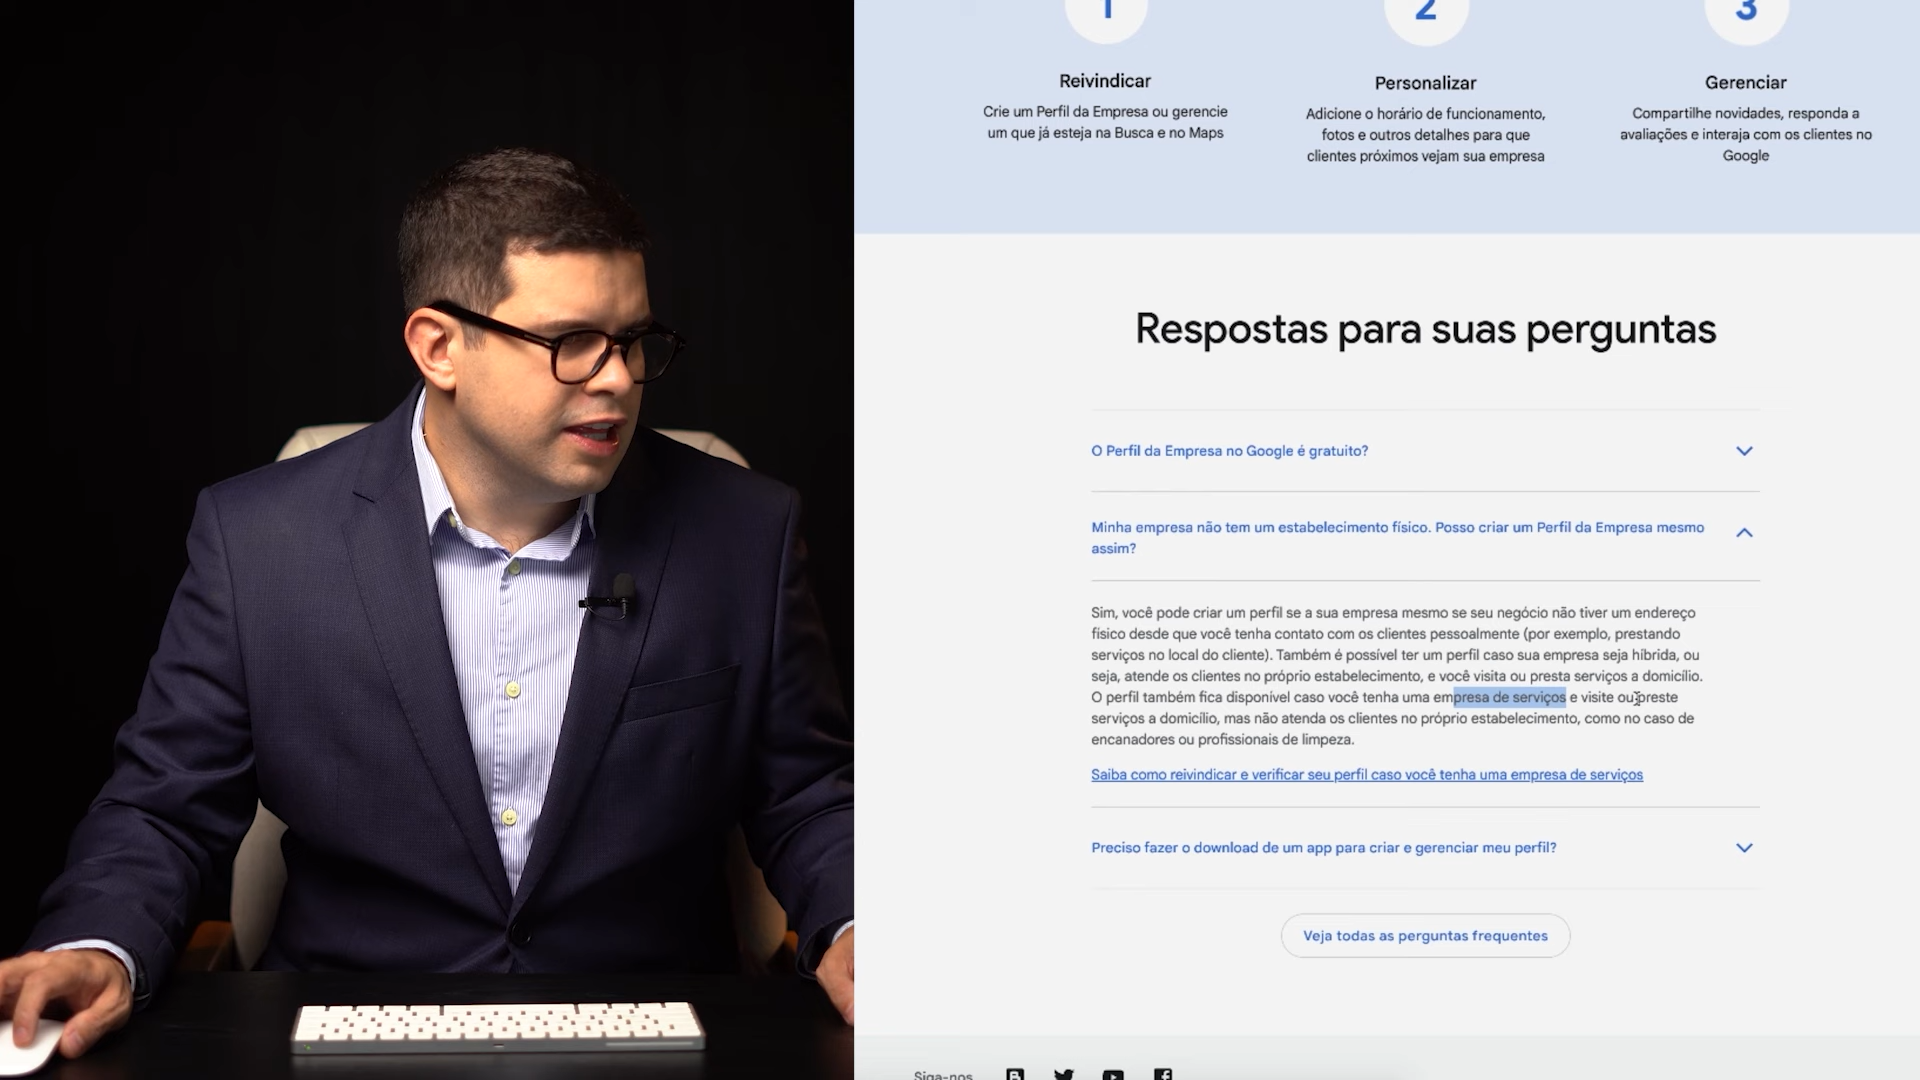 1
2
3
Reivindicar
Crie um Perfil da Empresa ou gerencie
um que já esteja na Busca e no Maps
Personalizar
Adicione o horário de funcionamento,
fotos e outros detalhes para que
clientes próximos vejam sua empresa
Gerenciar
Compartilhe novidades, responda a
avaliações e interaja com os clientes no
Google
Respostas para suas perguntas
O Perfil da Empresa no Google é gratuito?
Minha empresa não tem um estabelecimento físico. Posso criar um Perfil da Empresa mesmo
assim?
Sim, você pode criar um perfil se a sua empresa mesmo se seu negócio não tiver um endereço
físico desde que você tenha contato com os clientes pessoalmente (por exemplo, prestando
serviços no local do cliente). Também é possível ter um perfil caso sua empresa seja híbrida, ou
seja, atende os clientes no próprio estabelecimento, e você visita ou presta serviços a domicílio.
O perfil também fica disponível caso você tenha uma empresa de serviços e visite ou preste
serviços a domicílio, mas não atenda os clientes no próprio estabelecimento, como no caso de
encanadores ou profissionais de limpeza.
Saiba como reivindicar e verificar seu perfil caso você tenha uma empresa de serviços
Preciso fazer o download de um app para criar e gerenciar meu perfil?
Veja todas as perguntas frequentes
Siga-nos